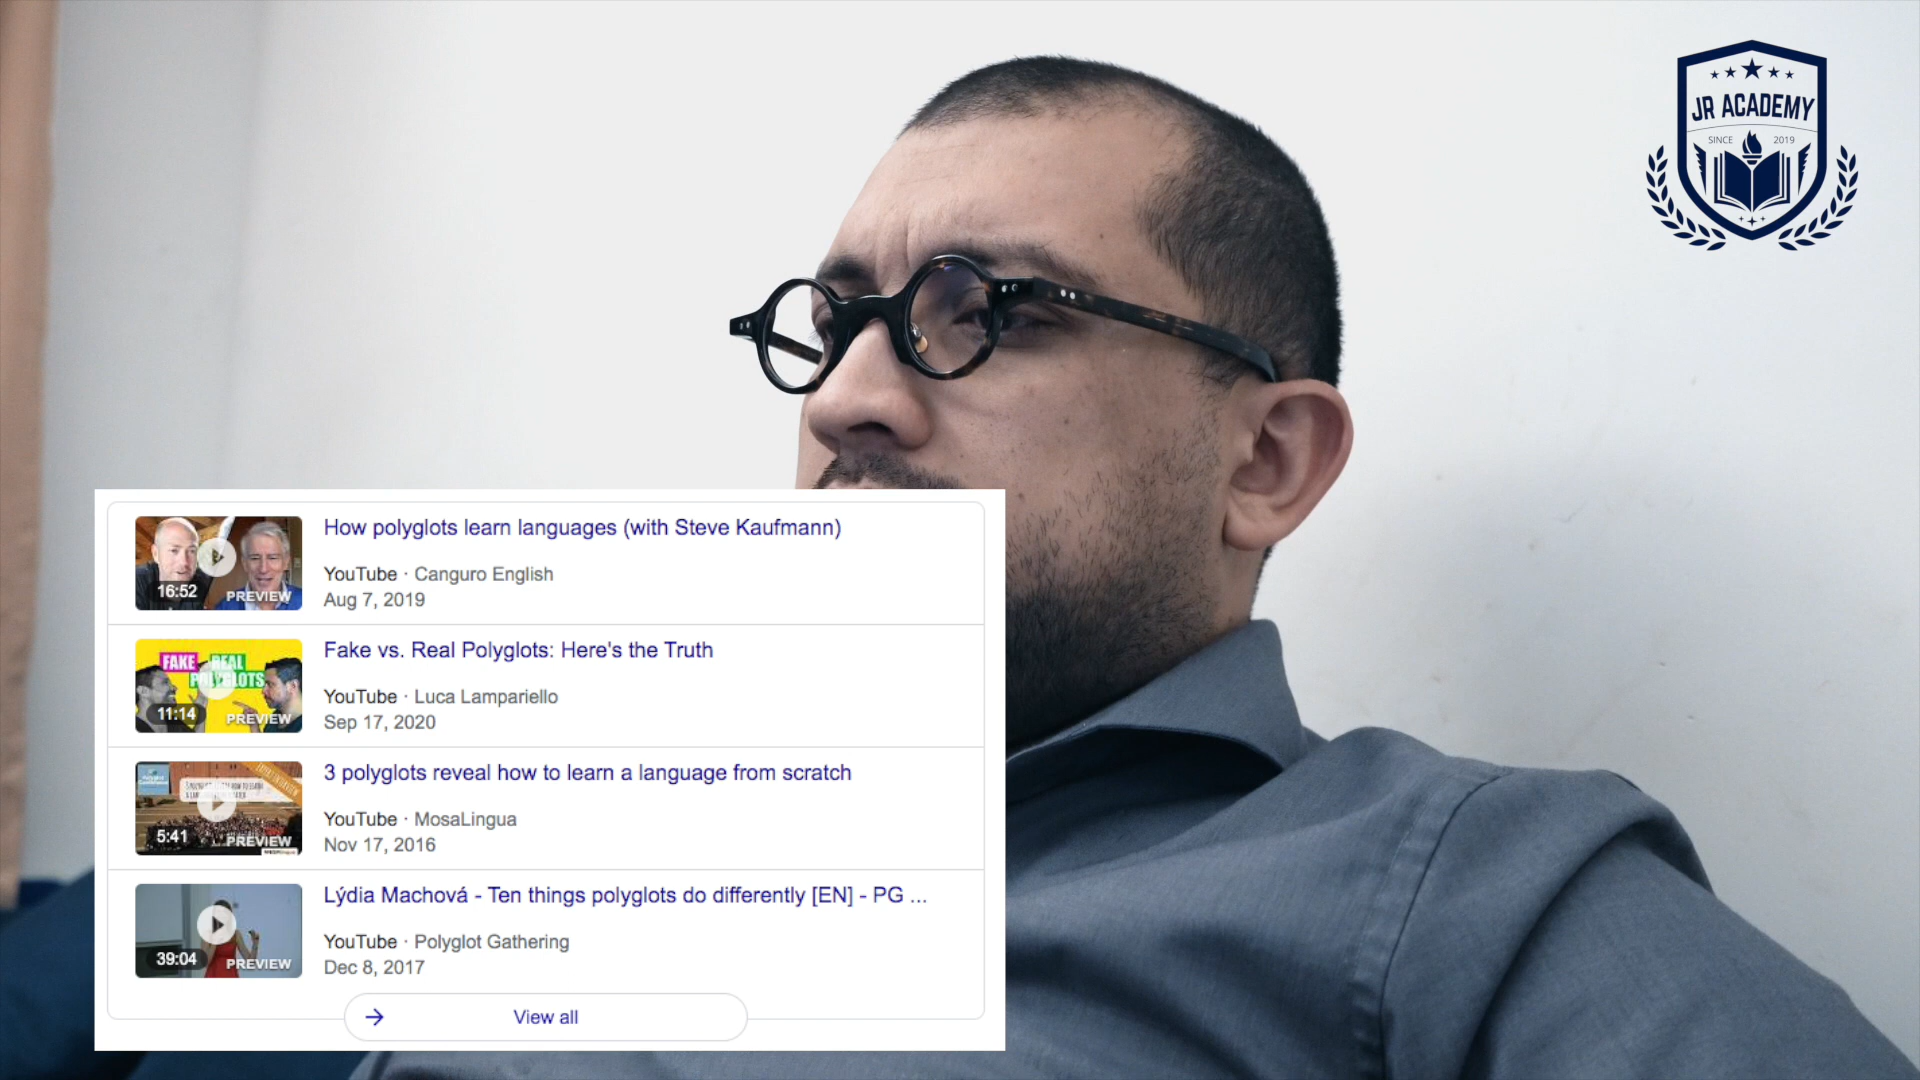 JR ACADEMY
SINCE 2019
How polyglots learn languages (with Steve Kaufmann)
YouTube · Canguro English
Aug 7, 2019
16:52
PREVIEW
Fake vs. Real Polyglots: Here's the Truth
FAKE REAL
POLYGLOTS
YouTube · Luca Lampariello
Sep 17, 2020
11:14
PREVIEW
3 polyglots reveal how to learn a language from scratch
YouTube · MosaLingua
Nov 17, 2016
5:41
PREVIEW
Lýdia Machová - Ten things polyglots do differently [EN] - PG ...
YouTube · Polyglot Gathering
Dec 8, 2017
39:04
PREVIEW
View all